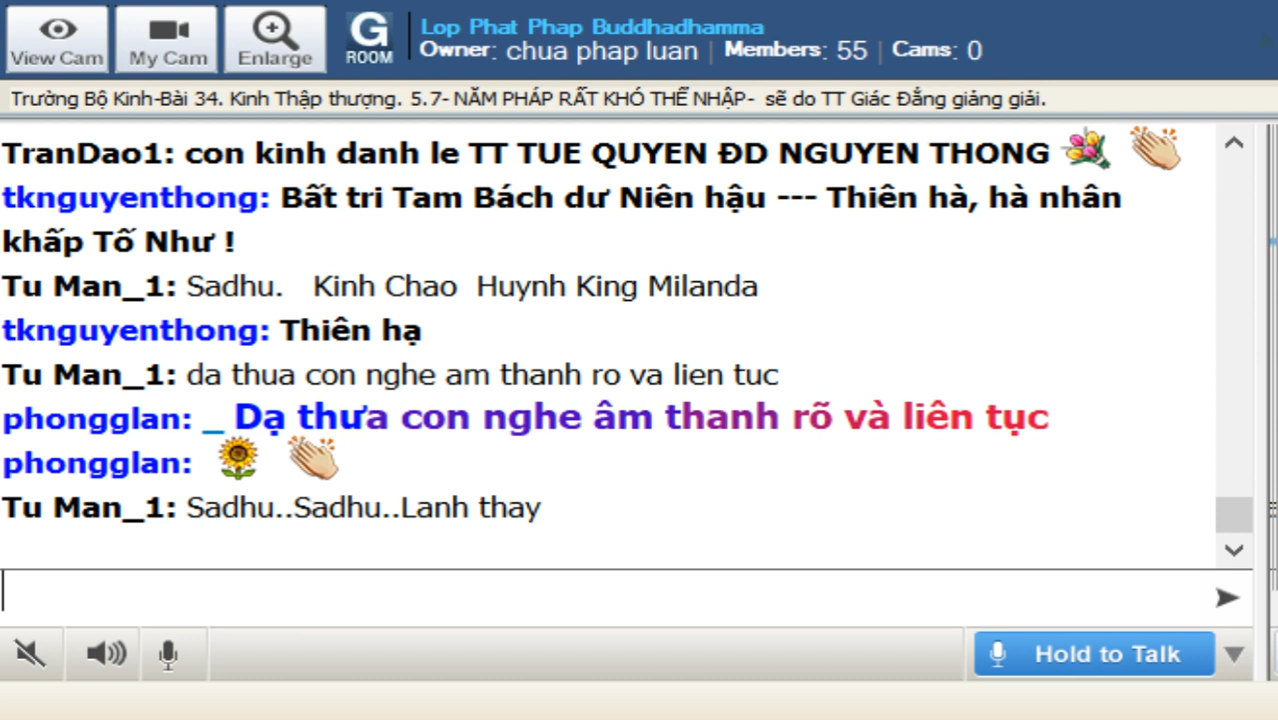 View Cam
My Cam
Enlarge
G
ROOM
Lop Phat Phap Buddhadhamma
Owner: chua phap luan | Members: 55 | Cams: 0
Trường Bộ Kinh-Bài 34. Kinh Thập thượng. 5.7- NĂM PHÁP RẤT KHÓ THỂ NHẬP- sẽ do TT Giác Đẳng giảng giải.
TranDao1: con kinh danh le TT TUE QUYEN ĐD NGUYEN THONG
tknguyenthong: Bất tri Tam Bách dư Niên hậu --- Thiên hà, hà nhân
khấp Tố Như !
Tu Man_1: Sadhu. Kinh Chao Huynh King Milanda
tknguyenthong: Thiên hạ
Tu Man_1: da thua con nghe am thanh ro va lien tuc
phongglan: _ Dạ thưa con nghe âm thanh rõ và liên tục
phongglan:
Tu Man_1: Sadhu..Sadhu..Lanh thay
Hold to Talk